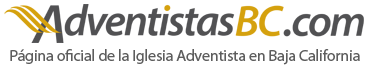 AdventistasBC.com
Página oficial de la Iglesia Adventista en Baja California